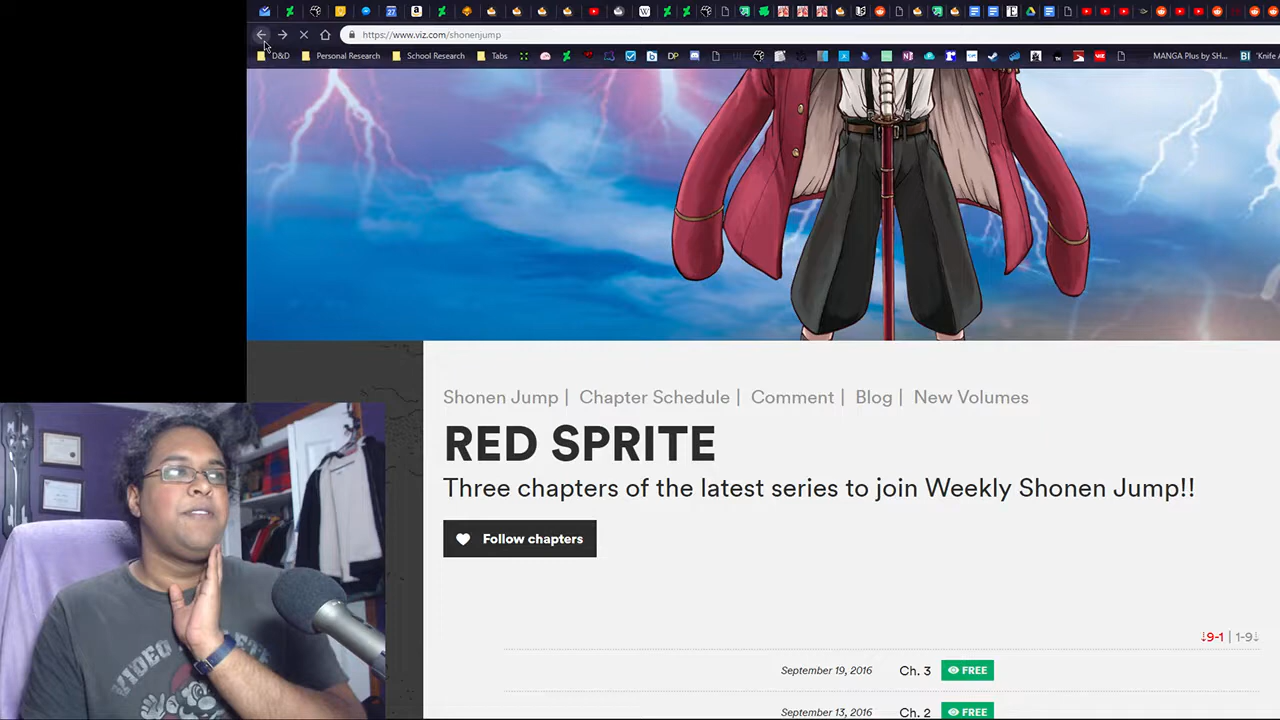 https://www.viz.com/shonenjump
D&D Personal Research School Research Tabs DP MANGA Plus by SH...
Shonen Jump | Chapter Schedule | Comment | Blog | New Volumes
RED SPRITE
Three chapters of the latest series to join Weekly Shonen Jump!!
Follow chapters
↓9-1 | 1-9↓
September 19, 2016 Ch. 3 FREE
September 13, 2016 Ch. 2 FREE
VIDEO